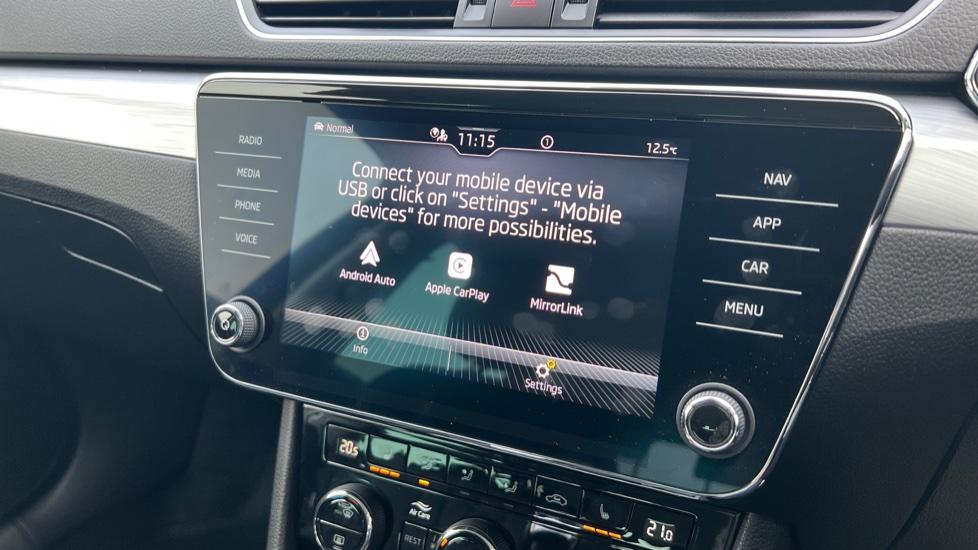 Normal
11:15
12.5°C
Connect your mobile device via
USB or click on "Settings" - "Mobile
devices" for more possibilities.
Android Auto
Apple CarPlay
MirrorLink
Info
Settings
RADIO
MEDIA
PHONE
VOICE
NAV
APP
CAR
MENU
20.5
Air Care
REST
21.0